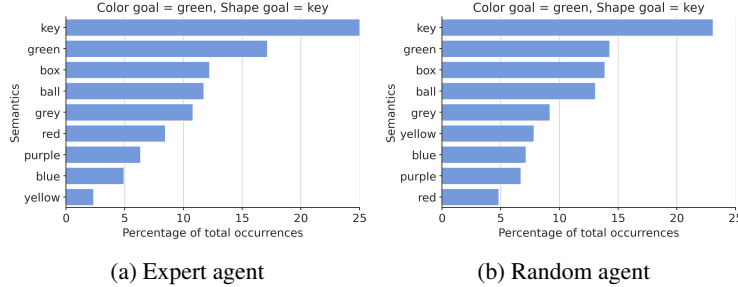 Color goal = green, Shape goal = key
key
green
box
ball
grey
red
purple
blue
yellow
Semantics
0 5 10 15 20 25
Percentage of total occurrences
(a) Expert agent
Color goal = green, Shape goal = key
key
green
box
ball
grey
yellow
blue
purple
red
Semantics
0 5 10 15 20 25
Percentage of total occurrences
(b) Random agent